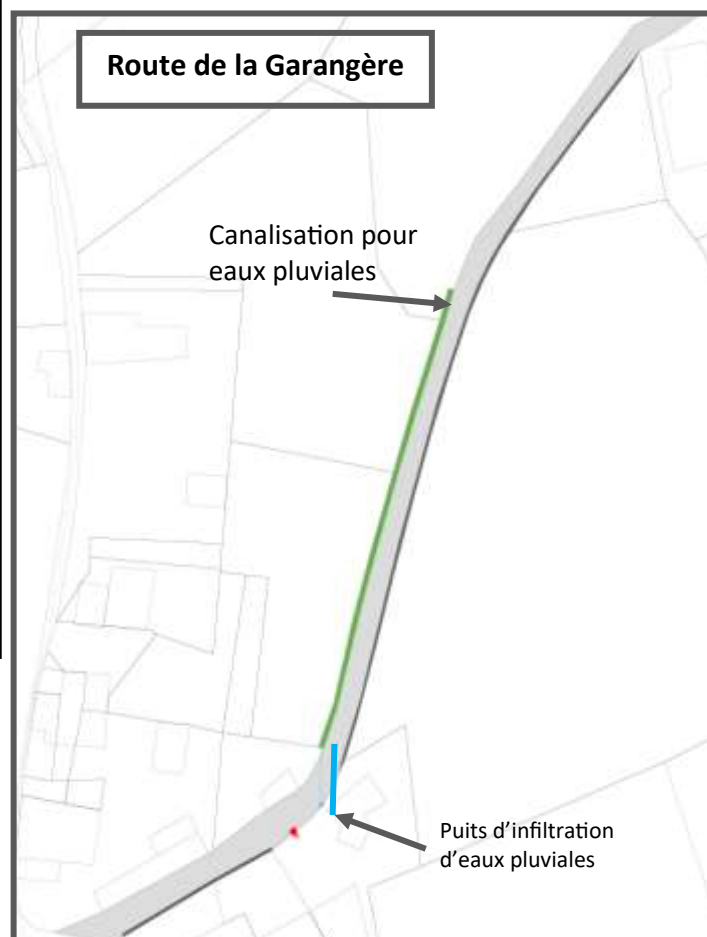 Route de la Garangère
Canalisation pour
eaux pluviales
Puits d’infiltration
d’eaux pluviales